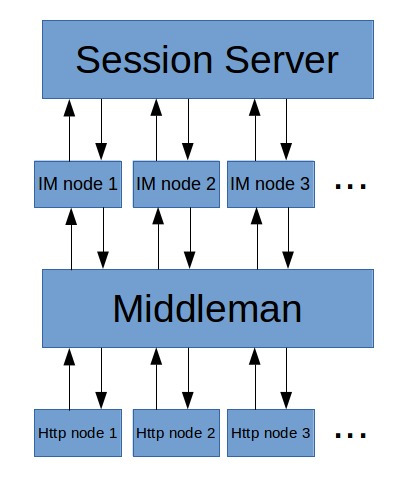 Session Server
IM node 1 IM node 2 IM node 3 ...
Middleman
Http node 1 Http node 2 Http node 3 ...